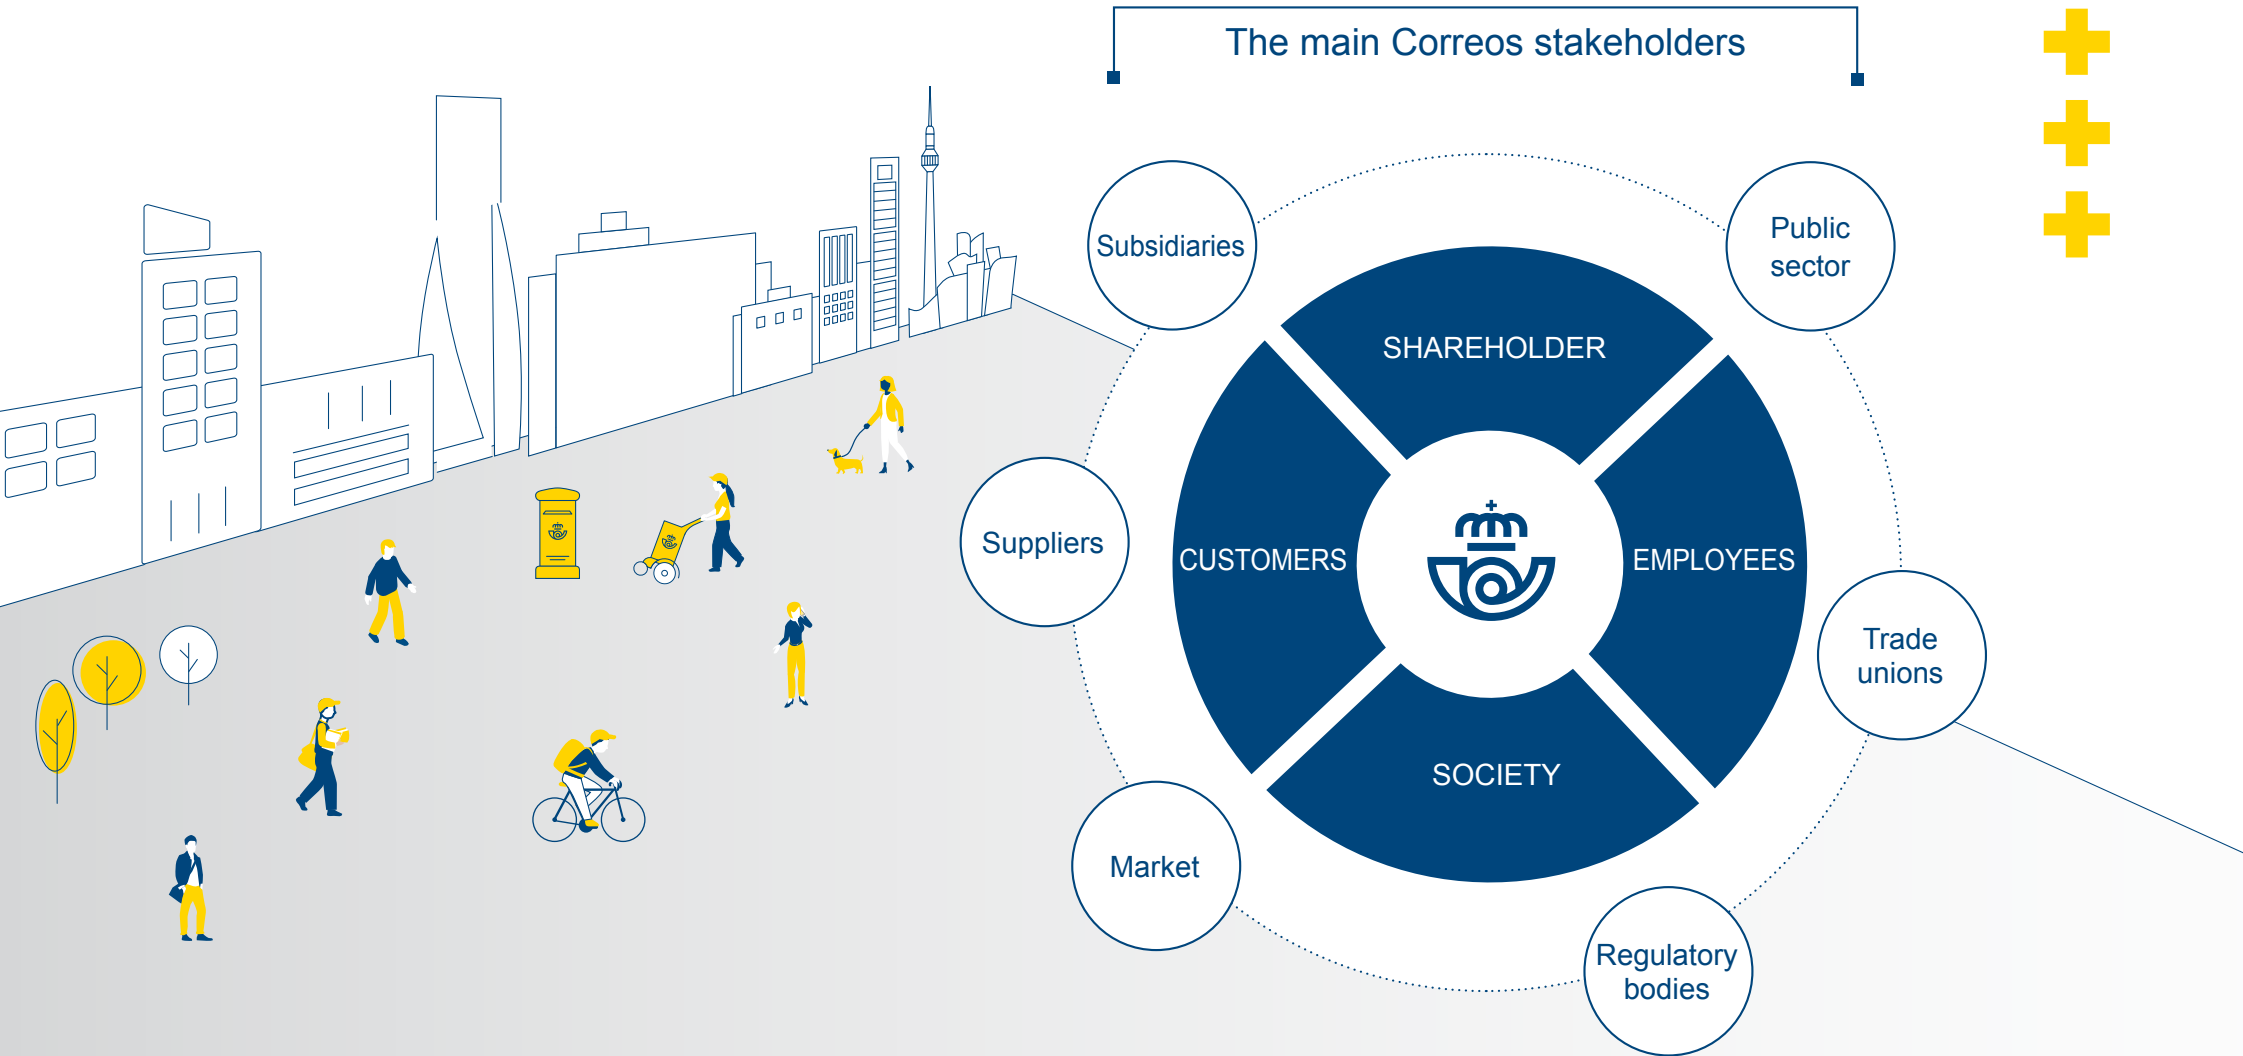 The main Correos stakeholders
Subsidiaries
Public
sector
SHAREHOLDER
Suppliers
CUSTOMERS
EMPLOYEES
Trade
unions
SOCIETY
Market
Regulatory
bodies